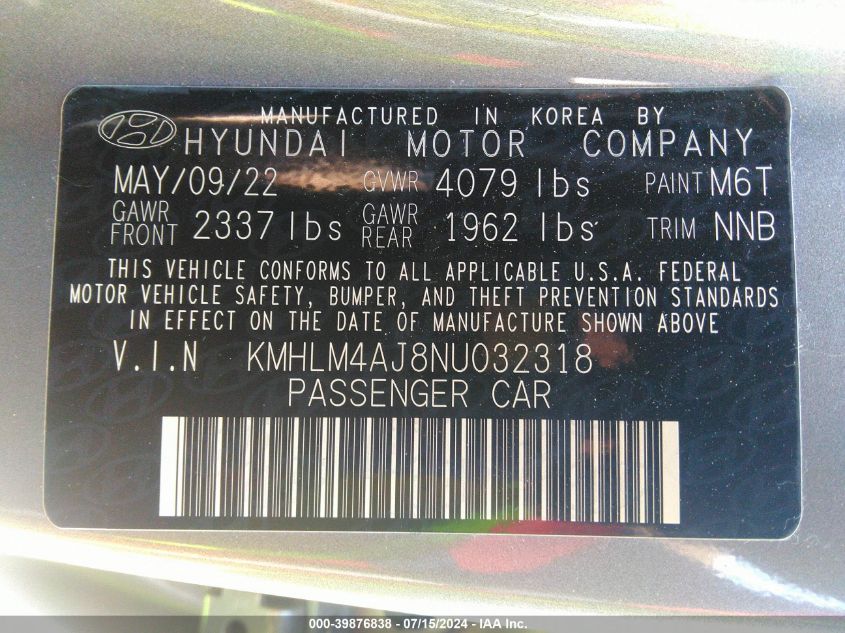 MANUFACTURED IN KOREA BY
HYUNDAI MOTOR COMPANY
MAY/09/22 GVWR 4079 lbs PAINT M6T
GAWR FRONT 2337 lbs GAWR REAR 1962 lbs TRIM NNB
THIS VEHICLE CONFORMS TO ALL APPLICABLE U.S.A. FEDERAL
MOTOR VEHICLE SAFETY, BUMPER, AND THEFT PREVENTION STANDARDS
IN EFFECT ON THE DATE OF MANUFACTURE SHOWN ABOVE
V.I.N KMHLM4AJ8NU032318
PASSENGER CAR
000-39876838 - 07/15/2024 - IAA Inc.